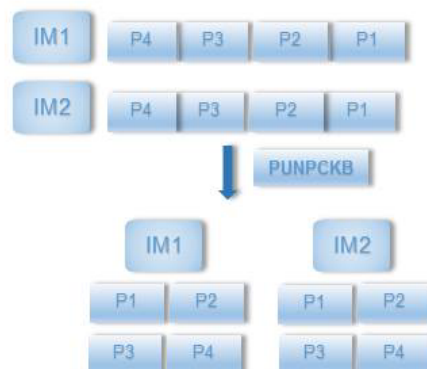 IM1 P4 P3 P2 P1
IM2 P4 P3 P2 P1
PUNPCKB
IM1 IM2
P1 P2 P1 P2
P3 P4 P3 P4